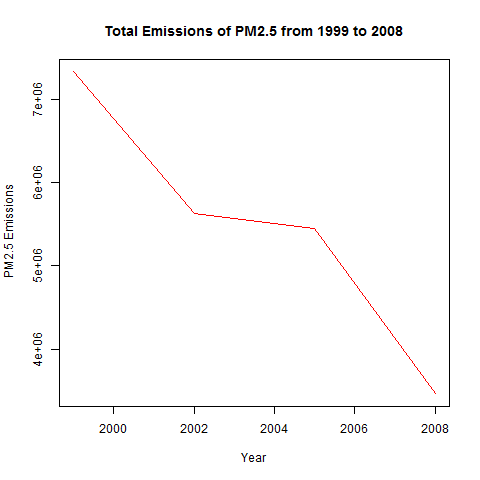 Total Emissions of PM2.5 from 1999 to 2008
PM2.5 Emissions
7e+06
6e+06
5e+06
4e+06
2000 2002 2004 2006 2008
Year